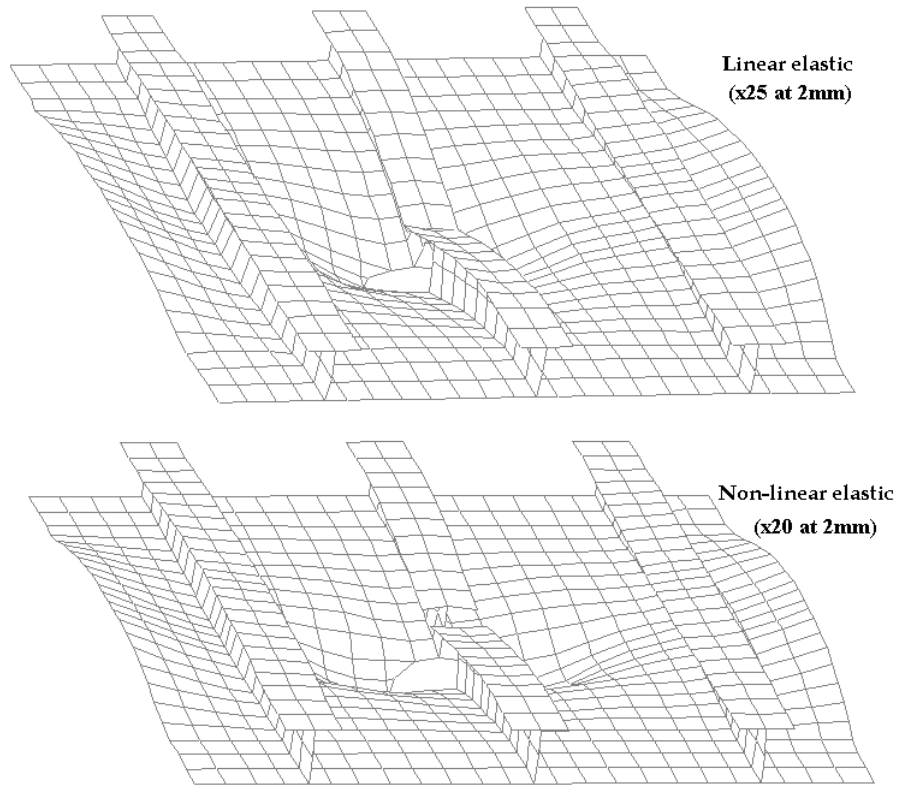 Linear elastic
(x25 at 2mm)
Non-linear elastic
(x20 at 2mm)